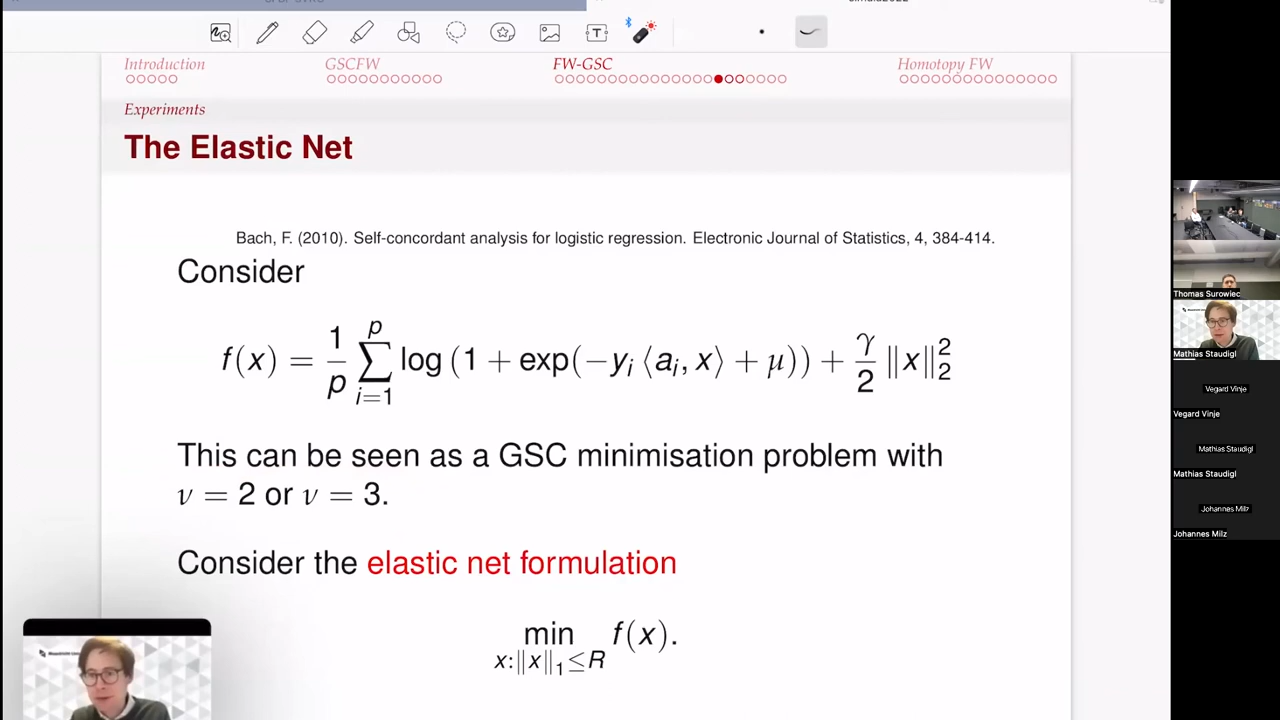 Introduction
GSCFW
FW-GSC
Homotopy FW
Experiments
The Elastic Net
Bach, F. (2010). Self-concordant analysis for logistic regression. Electronic Journal of Statistics, 4, 384-414.
Consider
f(x) = 1/p ∑_{i=1}^{p} log (1 + exp(−y_i ⟨a_i, x⟩ + μ)) + γ/2 ‖x‖_2^2
This can be seen as a GSC minimisation problem with
ν = 2 or ν = 3.
Consider the elastic net formulation
min f(x).
x:‖x‖_1≤R
Thomas Surowiec
Mathias Staudigl
Vegard Vinje
Vegard Vinje
Mathias Staudigl
Mathias Staudigl
Johannes Milz
Johannes Milz